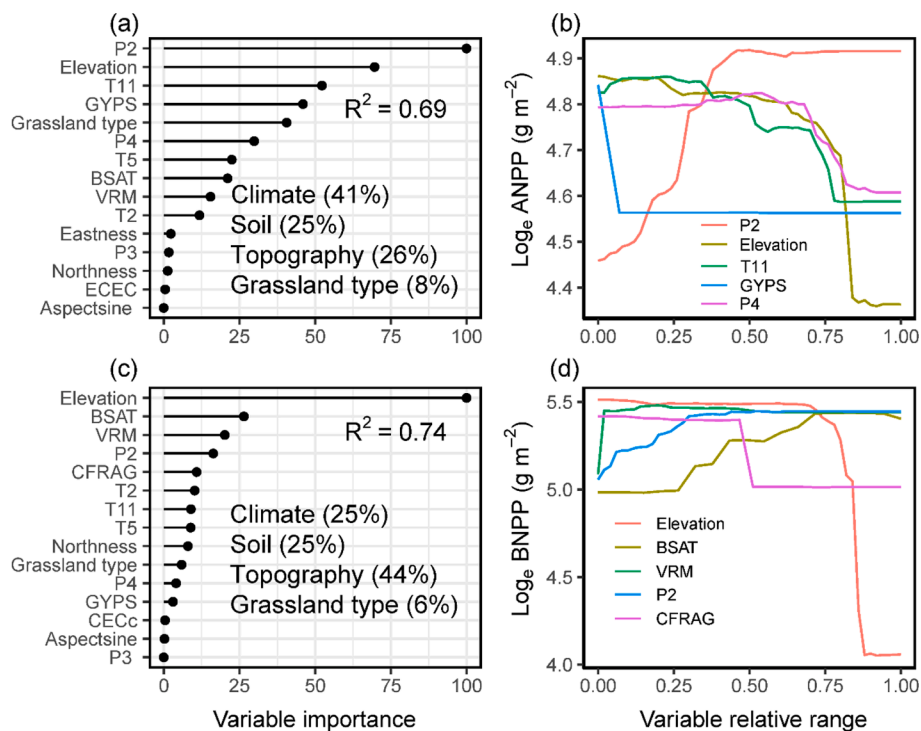 (a)
P2
Elevation
T11
GYPS
Grassland type
P4
T5
BSAT
VRM
T2
Eastness
P3
Northness
ECEC
Aspectsine
R² = 0.69
Climate (41%)
Soil (25%)
Topography (26%)
Grassland type (8%)
0 25 50 75 100
(b)
Logₑ ANPP (g m⁻²)
4.9
4.8
4.7
4.6
4.5
4.4
P2
Elevation
T11
GYPS
P4
0.00 0.25 0.50 0.75 1.00
(c)
Elevation
BSAT
VRM
P2
CFRAG
T2
T11
T5
Northness
Grassland type
P4
GYPS
CECc
Aspectsine
P3
R² = 0.74
Climate (25%)
Soil (25%)
Topography (44%)
Grassland type (6%)
0 25 50 75 100
Variable importance
(d)
Logₑ BNPP (g m⁻²)
5.5
5.0
4.5
4.0
Elevation
BSAT
VRM
P2
CFRAG
0.00 0.25 0.50 0.75 1.00
Variable relative range